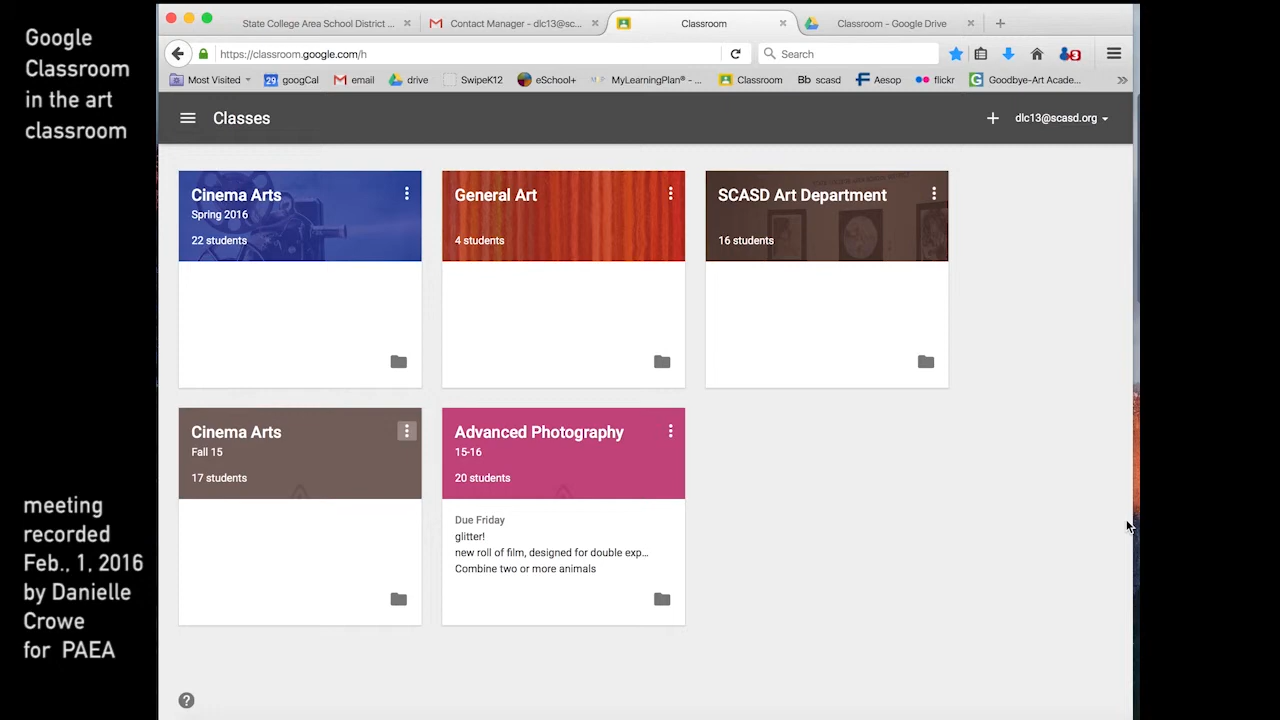 Google
Classroom
in the art
classroom
State College Area School District ...
Contact Manager - dlc13@sc...
Classroom
Classroom - Google Drive
https://classroom.google.com/h
Search
3
Most Visited
29 googCal
email
drive
SwipeK12
eSchool+
MyLearningPlan® - ...
Classroom
Bb scasd
Aesop
flickr
Goodbye-Art Acade...
Classes
dlc13@scasd.org
Cinema Arts
Spring 2016
22 students
General Art
4 students
SCASD Art Department
16 students
Cinema Arts
Fall 15
17 students
Advanced Photography
15-16
20 students
Due Friday
glitter!
new roll of film, designed for double exp...
Combine two or more animals
meeting
recorded
Feb., 1, 2016
by Danielle
Crowe
for PAEA